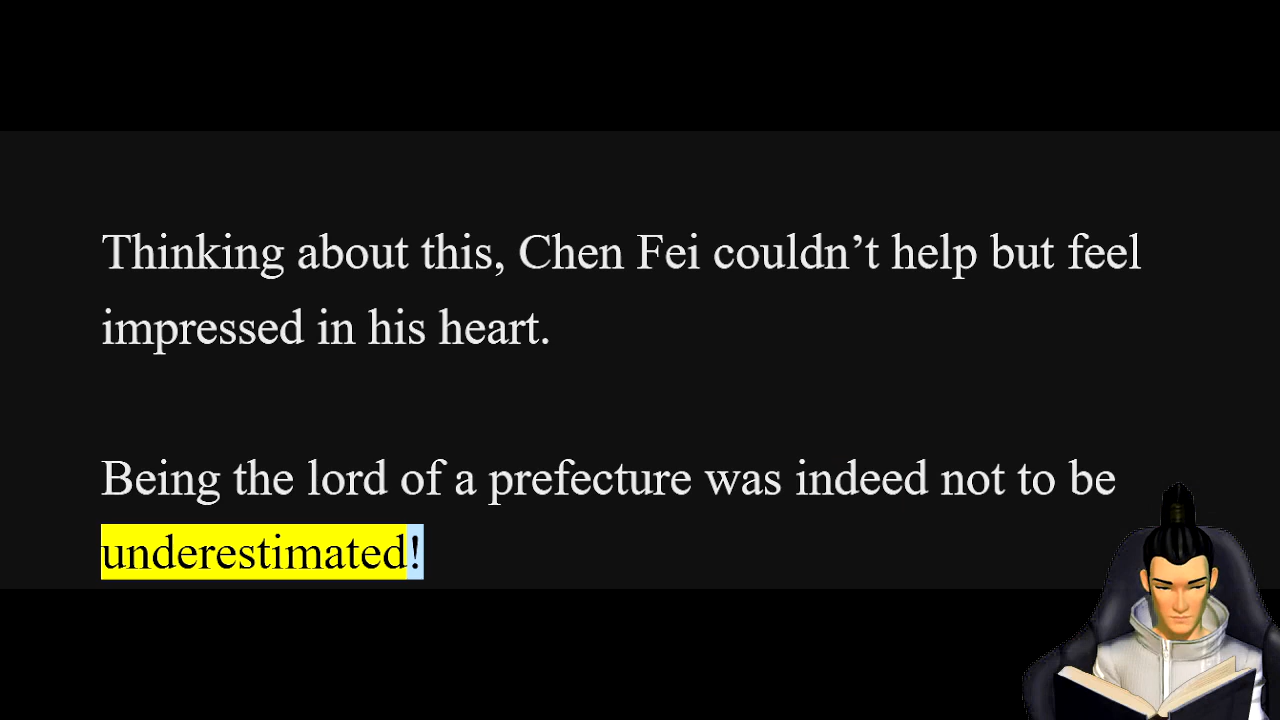 Thinking about this, Chen Fei couldn’t help but feel
impressed in his heart.
Being the lord of a prefecture was indeed not to be
underestimated!